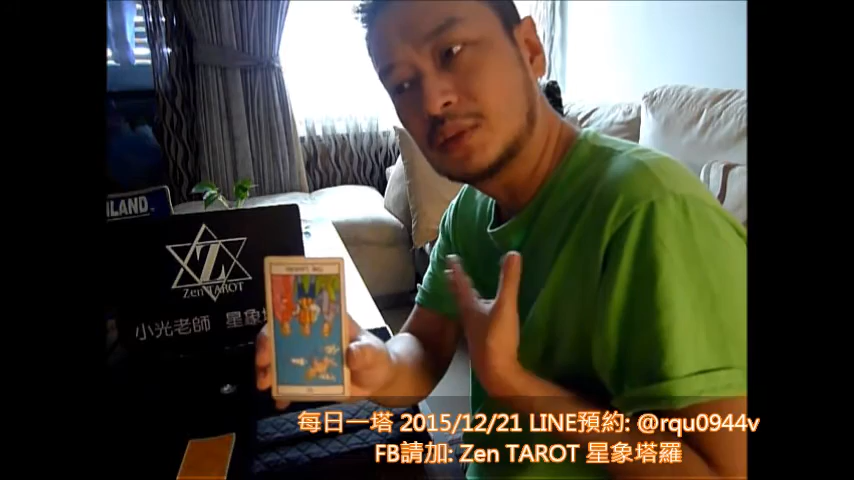 ILAND
Z
Zen TAROT
小光老師
星象塔
每日一塔 2015/12/21 LINE預約: @rqu0944v
FB請加: Zen TAROT 星象塔羅